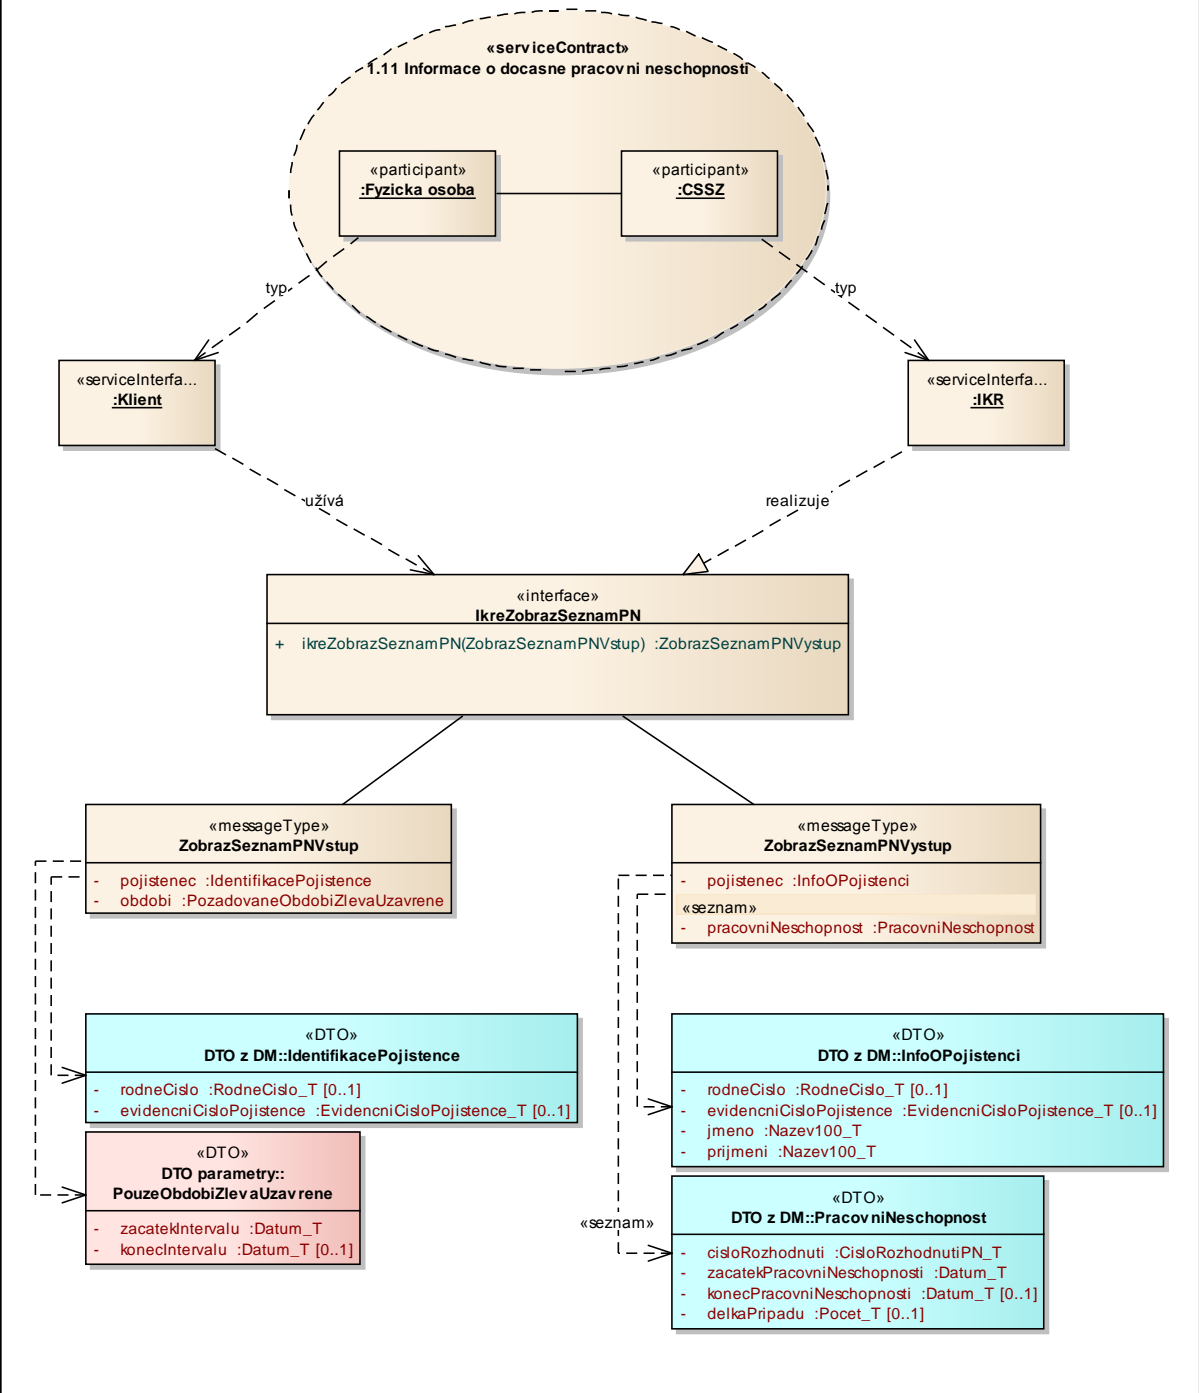 «serviceContract»
1.11 Informace o docasne pracovni neschopnosti
«participant»
:Fyzicka osoba
«participant»
:CSSZ
typ
typ
«serviceInterfa...
:Klient
«serviceInterfa...
:IKR
užívá
realizuje
«interface»
IkreZobrazSeznamPN
+ ikreZobrazSeznamPN(ZobrazSeznamPNVstup) :ZobrazSeznamPNVystup
«messageType»
ZobrazSeznamPNVstup
- pojistenec :IdentifikacePojistence
- obdobi :PozadovaneObdobiZlevaUzavrene
«messageType»
ZobrazSeznamPNVystup
- pojistenec :InfoOPojistenci
«seznam»
- pracovniNeschopnost :PracovniNeschopnost
«DTO»
DTO z DM::IdentifikacePojistence
- rodneCislo :RodneCislo_T [0..1]
- evidencniCisloPojistence :EvidencniCisloPojistence_T [0..1]
«DTO»
DTO z DM::InfoOPojistenci
- rodneCislo :RodneCislo_T [0..1]
- evidencniCisloPojistence :EvidencniCisloPojistence_T [0..1]
- jmeno :Nazev100_T
- prijmeni :Nazev100_T
«DTO»
DTO parametry::
PouzeObdobiZlevaUzavrene
- zacatekIntervalu :Datum_T
- konecIntervalu :Datum_T [0..1]
«seznam»
«DTO»
DTO z DM::PracovniNeschopnost
- cisloRozhodnuti :CisloRozhodnutiPN_T
- zacatekPracovniNeschopnosti :Datum_T
- konecPracovniNeschopnosti :Datum_T [0..1]
- delkaPripadu :Pocet_T [0..1]